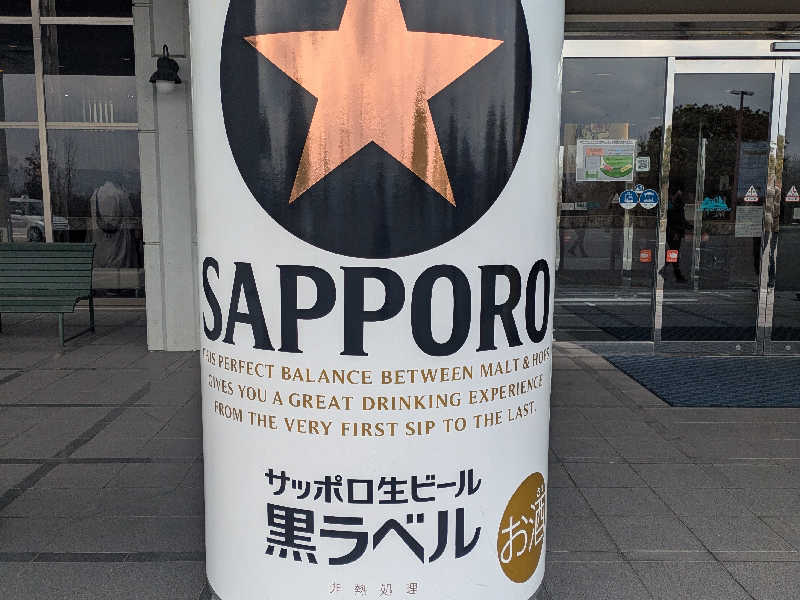 SAPPORO
THIS PERFECT BALANCE BETWEEN MALT & HOPS
GIVES YOU A GREAT DRINKING EXPERIENCE
FROM THE VERY FIRST SIP TO THE LAST.
サッポロ生ビール
黒ラベル
お酒
非熱処理